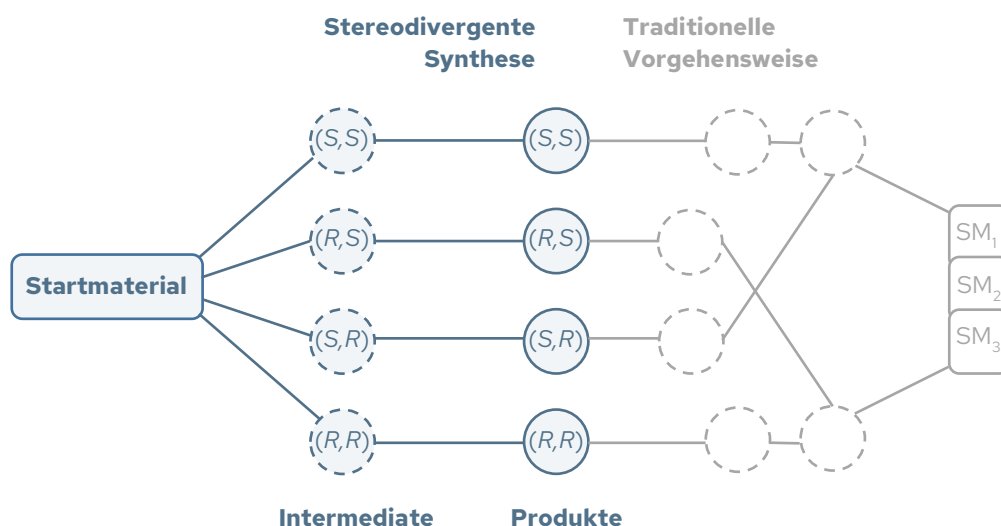 Stereodivergente
Synthese
Traditionelle
Vorgehensweise
(S,S)
(S,S)
(R,S)
(R,S)
SM1
Startmaterial
SM2
(S,R)
(S,R)
SM3
(R,R)
(R,R)
Intermediate
Produkte